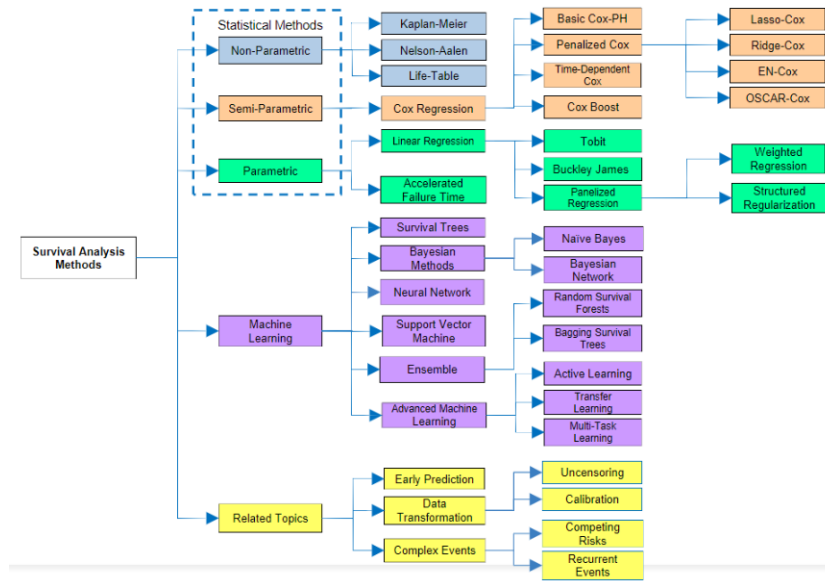 Statistical Methods
Kaplan-Meier
Basic Cox-PH
Lasso-Cox
Non-Parametric
Nelson-Aalen
Penalized Cox
Ridge-Cox
Life-Table
Time-Dependent
Cox
EN-Cox
Semi-Parametric
Cox Regression
Cox Boost
OSCAR-Cox
Parametric
Linear Regression
Tobit
Weighted
Regression
Accelerated
Failure Time
Buckley James
Panelized
Regression
Structured
Regularization
Survival Analysis
Methods
Survival Trees
Bayesian
Methods
Naïve Bayes
Bayesian
Network
Neural Network
Machine
Learning
Support Vector
Machine
Random Survival
Forests
Bagging Survival
Trees
Ensemble
Active Learning
Advanced Machine
Learning
Transfer
Learning
Multi-Task
Learning
Related Topics
Early Prediction
Uncensoring
Data
Transformation
Calibration
Complex Events
Competing
Risks
Recurrent
Events